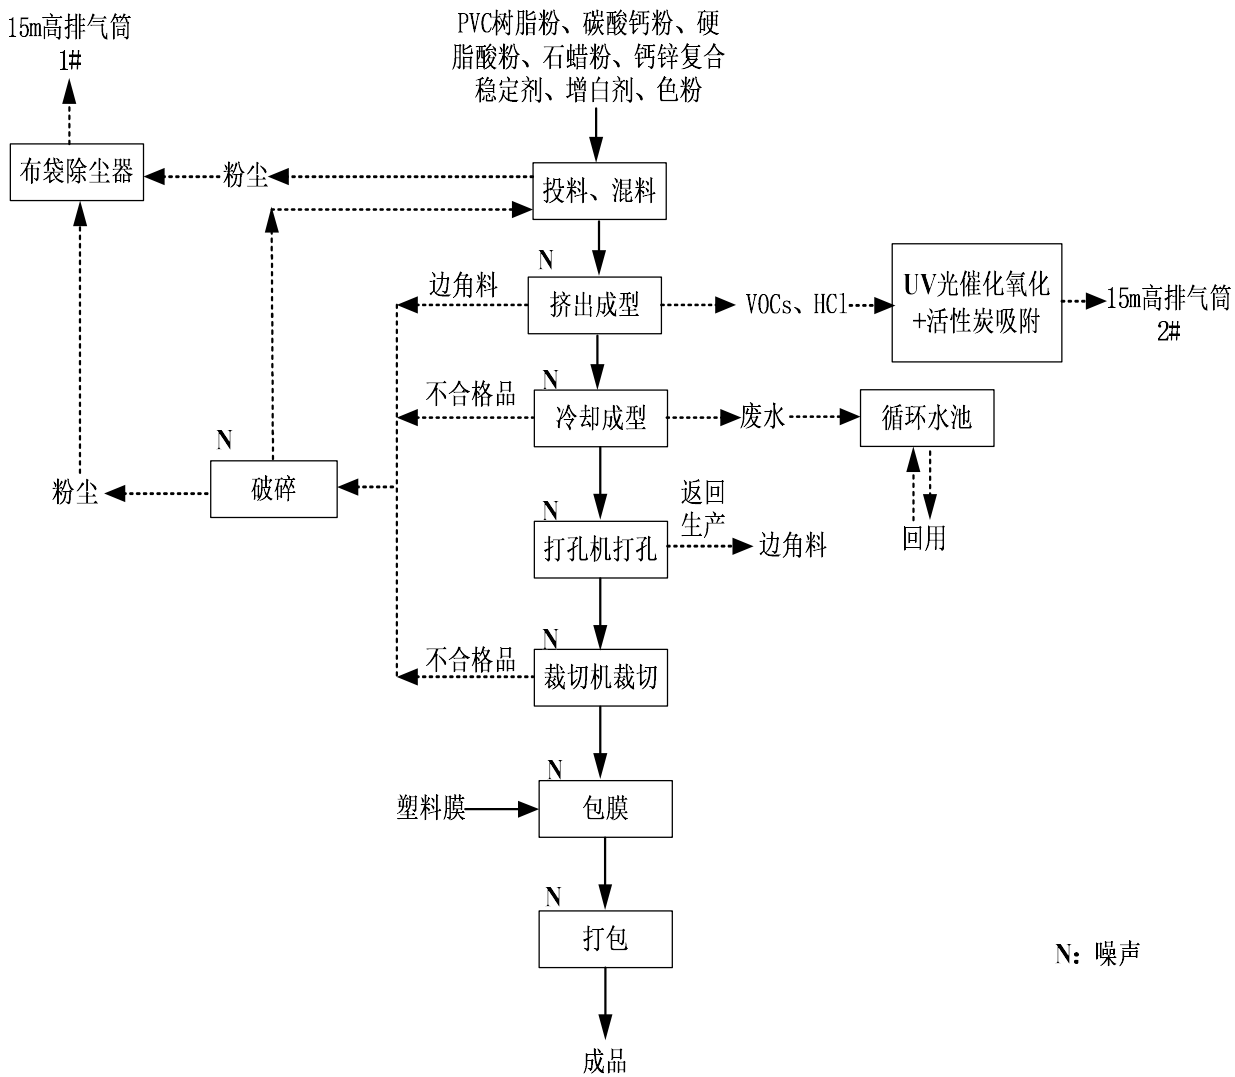 15m高排气筒
1#
PVC树脂粉、碳酸钙粉、硬
脂酸粉、石蜡粉、钙锌复合
稳定剂、增白剂、色粉
布袋除尘器
粉尘
投料、混料
N
边角料
挤出成型
VOCs、HCl
UV光催化氧化
+活性炭吸附
15m高排气筒
2#
N
不合格品
冷却成型
废水
循环水池
N
破碎
粉尘
返回
生产
回用
N
打孔机打孔
边角料
N
不合格品
裁切机裁切
N
塑料膜
包膜
N
打包
N：噪声
成品